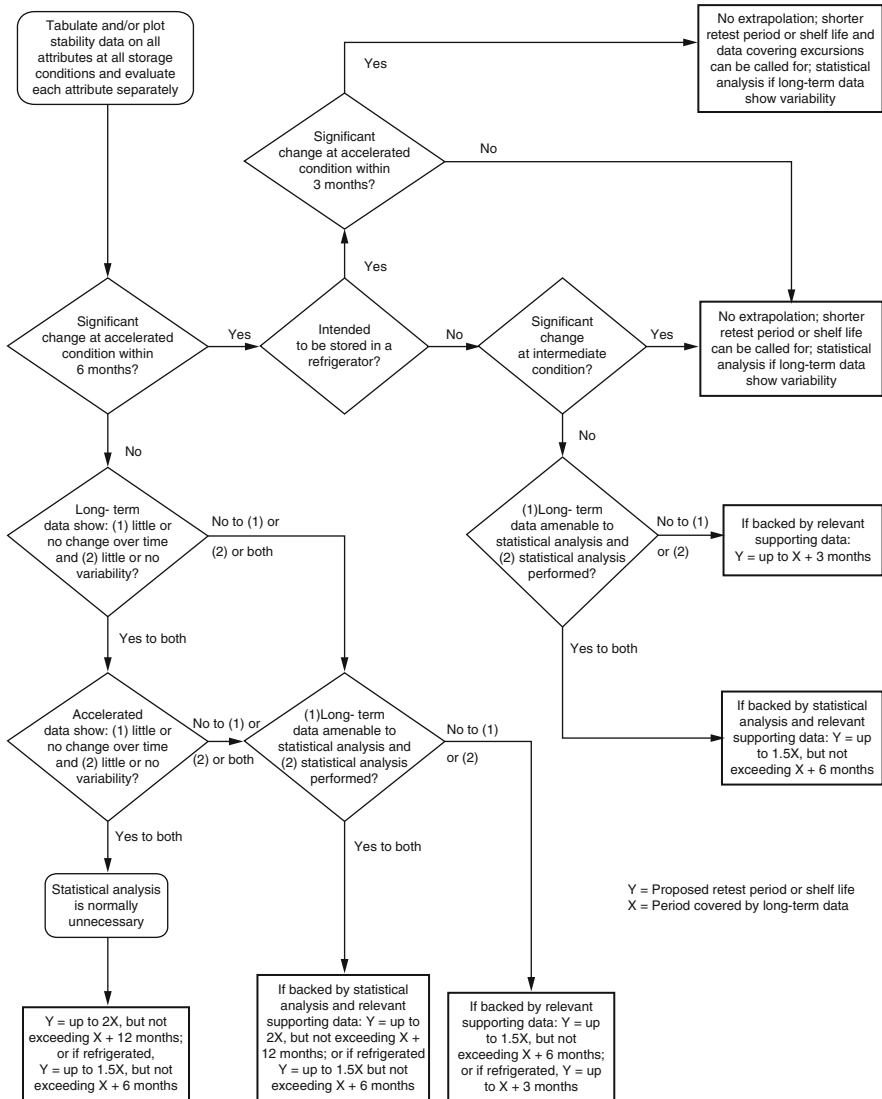 Tabulate and/or plot
stability data on all
attributes at all storage
conditions and evaluate
each attribute separately
No extrapolation; shorter
retest period or shelf life and
data covering excursions
can be called for; statistical
analysis if long-term data
show variability
Yes
Significant
change at accelerated
condition within
3 months?
No
Yes
Significant
change at accelerated
condition within
6 months?
Yes
Intended
to be stored in a
refrigerator?
No
Significant
change
at intermediate
condition?
Yes
No extrapolation; shorter
retest period or shelf life
can be called for; statistical
analysis if long-term data
show variability
No
No
Long- term
data show: (1) little or
no change over time
and (2) little or no
variability?
No to (1) or
(2) or both
(1)Long- term
data amenable to
statistical analysis and
(2) statistical analysis
performed?
No to (1)
or (2)
If backed by relevant
supporting data:
Y = up to X + 3 months
Yes to both
Yes to both
Accelerated
data show: (1) little or
no change over time
and (2) little or no
variability?
No to (1) or
(2) or both
(1)Long- term
data amenable to
statistical analysis and
(2) statistical analysis
performed?
No to (1)
or (2)
If backed by statistical
analysis and relevant
supporting data: Y = up
to 1.5X, but not
exceeding X + 6 months
Yes to both
Yes to both
Statistical analysis
is normally
unnecessary
Y = Proposed retest period or shelf life
X = Period covered by long-term data
Y = up to 2X, but not
exceeding X + 12 months;
or if refrigerated,
Y = up to 1.5X, but not
exceeding X + 6 months
If backed by statistical
analysis and relevant
supporting data: Y = up to
2X, but not exceeding X +
12 months; or if refrigerated
Y = up to 1.5X but not
exceeding X + 6 months
If backed by relevant
supporting data: Y = up
to 1.5X, but not
exceeding X + 6 months;
or if refrigerated, Y = up
to X + 3 months